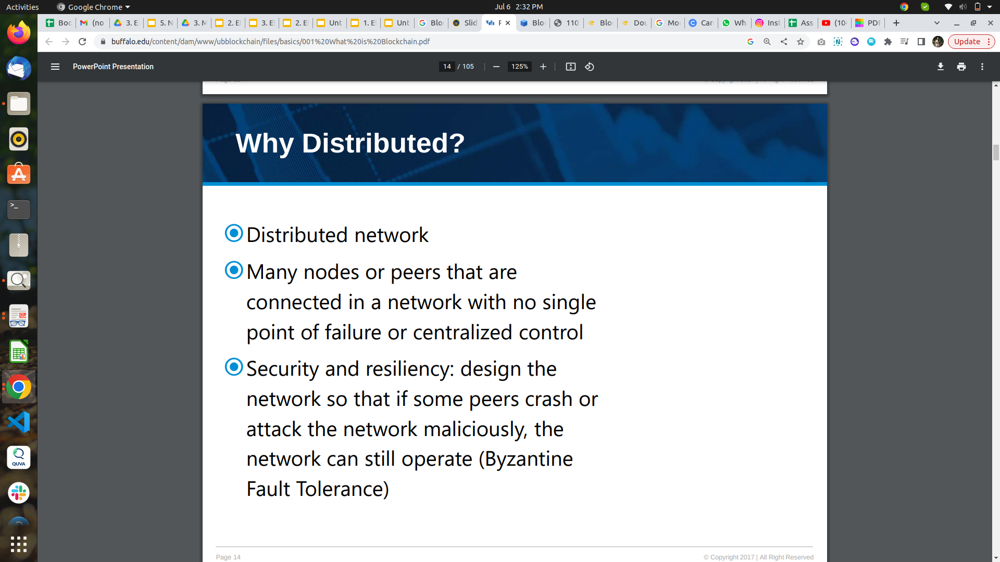 Activities
Google Chrome
Jul 6 2:32 PM
Boc
(no
3. E
5. N
3. M
2. E
3. E
2. E
Unt
1. E
Unt
Blo
Slid
Blo
110
Blo
Dou
Mo
Car
Wh
Inst
Ass
(10
PDF
buffalo.edu/content/dam/www/ubblockchain/files/basics/001%20What%20is%20Blockchain.pdf
Update
PowerPoint Presentation
14 / 105
125%
Why Distributed?
Distributed network
Many nodes or peers that are
connected in a network with no single
point of failure or centralized control
Security and resiliency: design the
network so that if some peers crash or
attack the network maliciously, the
network can still operate (Byzantine
Fault Tolerance)
QUVA
Page 14
© Copyright 2017 | All Right Reserved